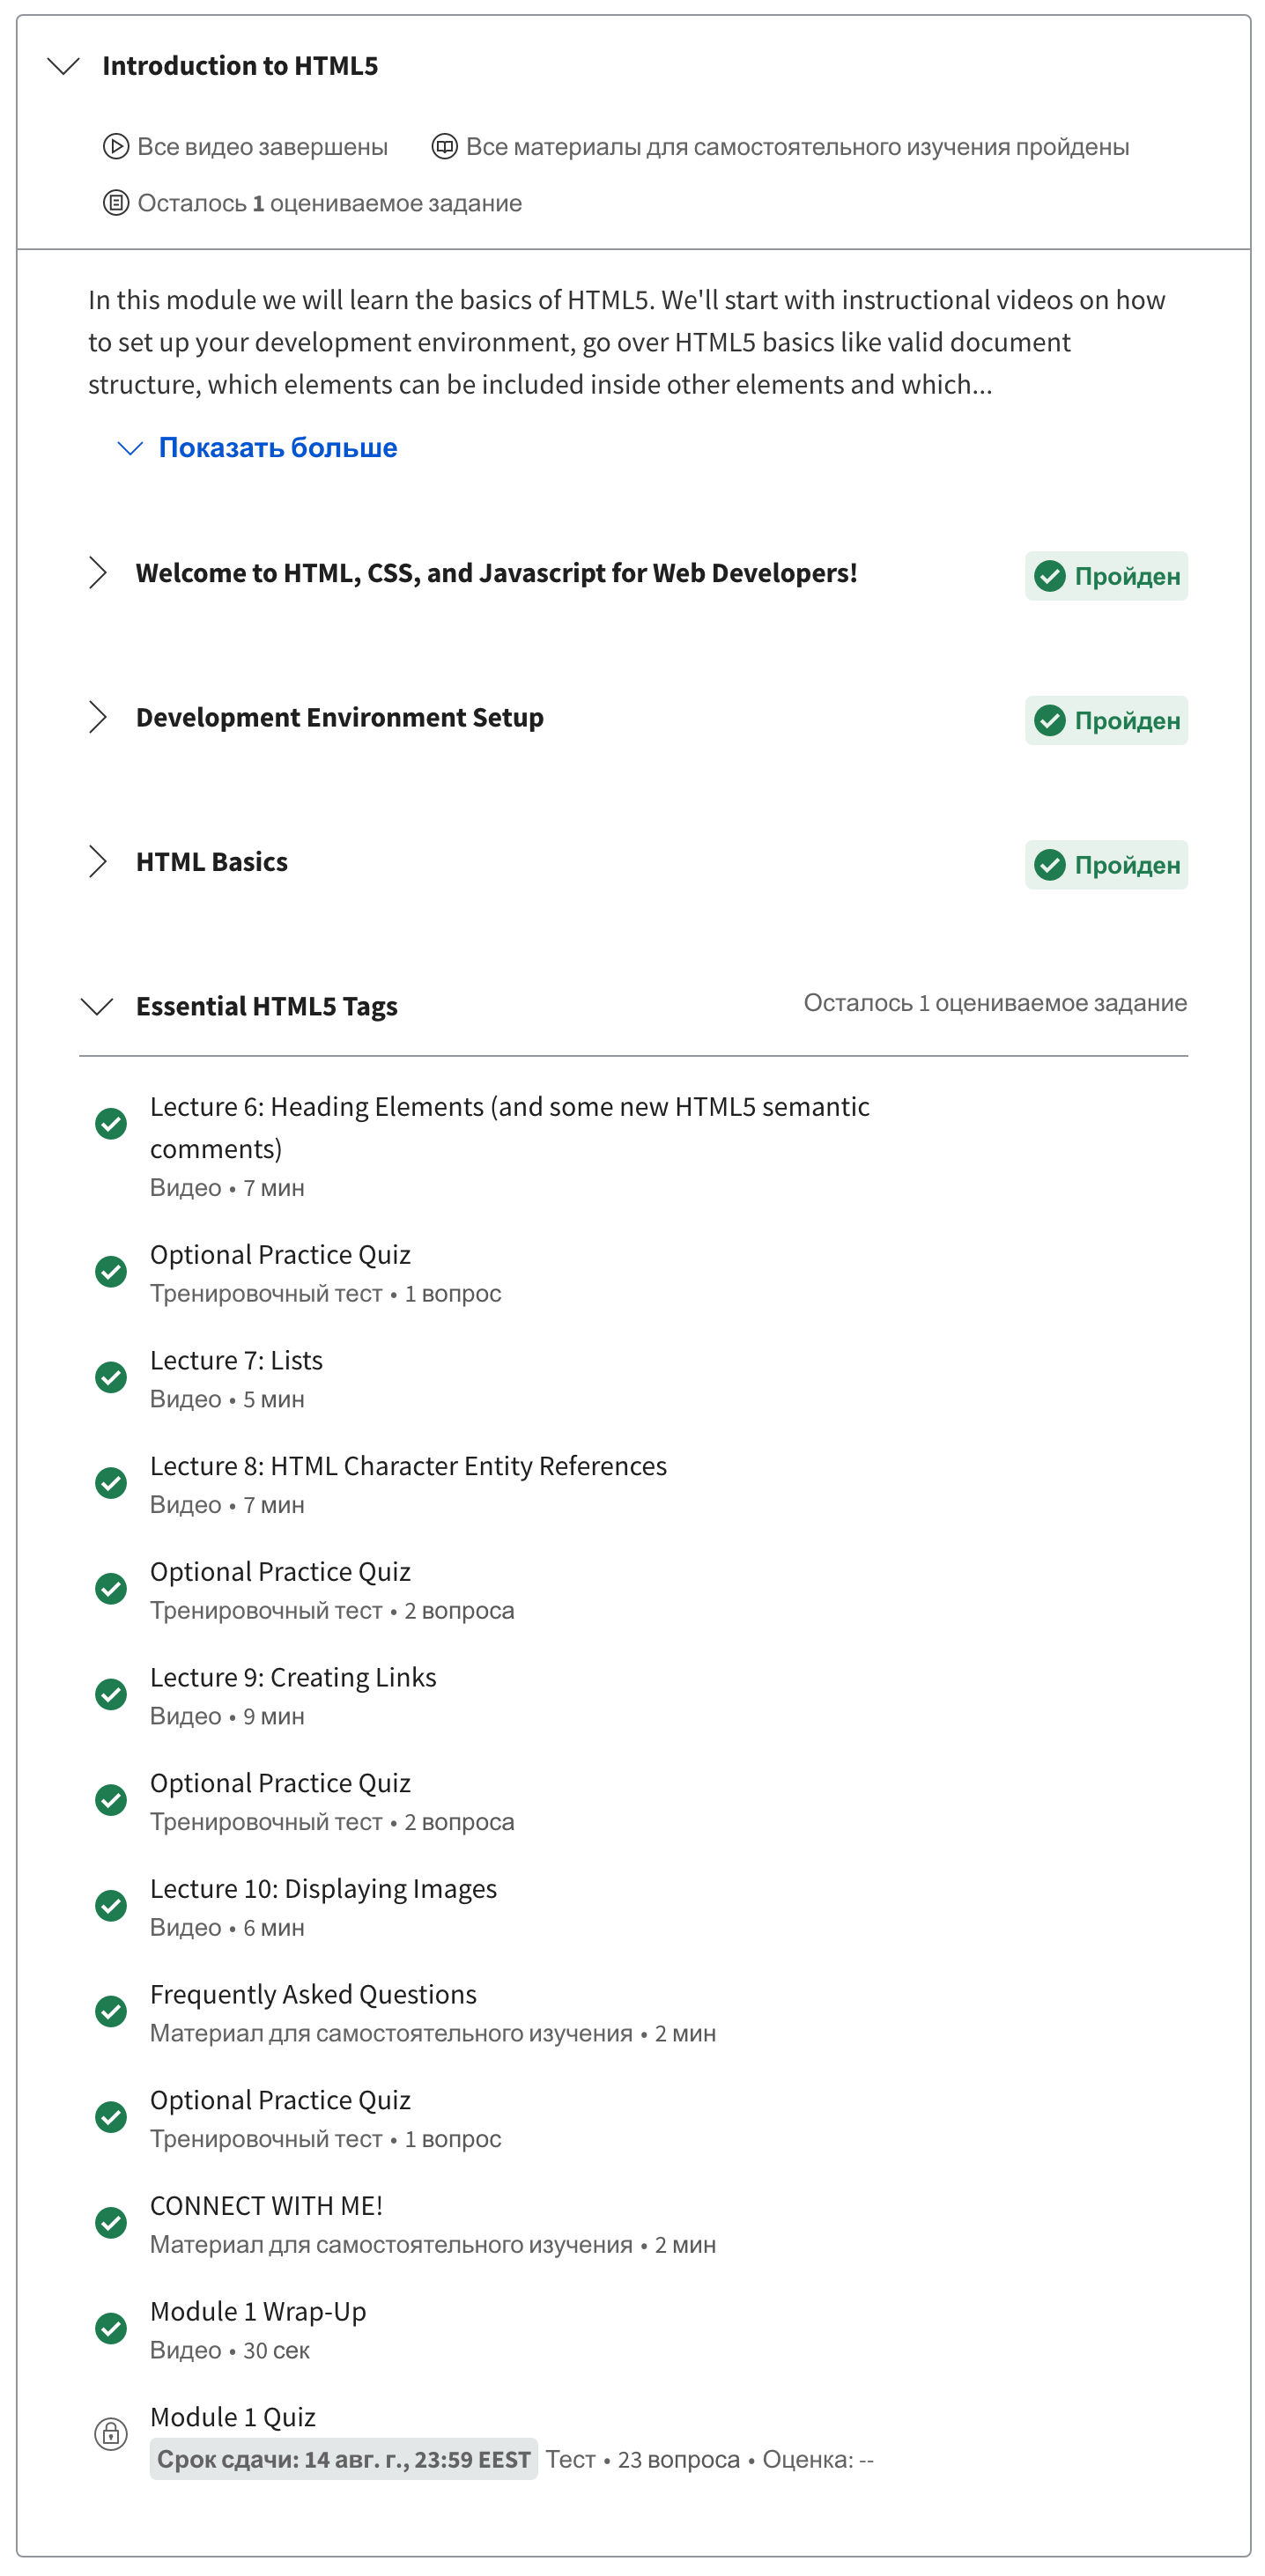 Introduction to HTML5
Все видео завершены Все материалы для самостоятельного изучения пройдены
Осталось 1 оцениваемое задание
In this module we will learn the basics of HTML5. We'll start with instructional videos on how
to set up your development environment, go over HTML5 basics like valid document
structure, which elements can be included inside other elements and which...
Показать больше
Welcome to HTML, CSS, and Javascript for Web Developers! Пройден
Development Environment Setup Пройден
HTML Basics Пройден
Essential HTML5 Tags Осталось 1 оцениваемое задание
Lecture 6: Heading Elements (and some new HTML5 semantic
comments)
Видео • 7 мин
Optional Practice Quiz
Тренировочный тест • 1 вопрос
Lecture 7: Lists
Видео • 5 мин
Lecture 8: HTML Character Entity References
Видео • 7 мин
Optional Practice Quiz
Тренировочный тест • 2 вопроса
Lecture 9: Creating Links
Видео • 9 мин
Optional Practice Quiz
Тренировочный тест • 2 вопроса
Lecture 10: Displaying Images
Видео • 6 мин
Frequently Asked Questions
Материал для самостоятельного изучения • 2 мин
Optional Practice Quiz
Тренировочный тест • 1 вопрос
CONNECT WITH ME!
Материал для самостоятельного изучения • 2 мин
Module 1 Wrap-Up
Видео • 30 сек
Module 1 Quiz
Срок сдачи: 14 авг. г., 23:59 EEST Тест • 23 вопроса • Оценка: --